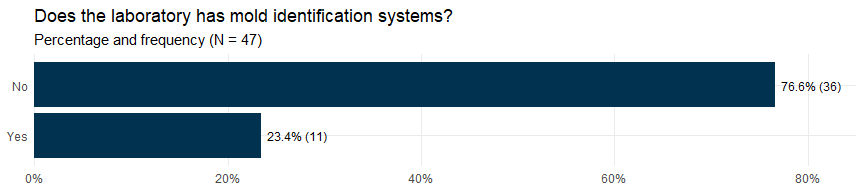 Does the laboratory has mold identification systems?
Percentage and frequency (N = 47)
No 76.6% (36)
Yes 23.4% (11)
0% 20% 40% 60% 80%